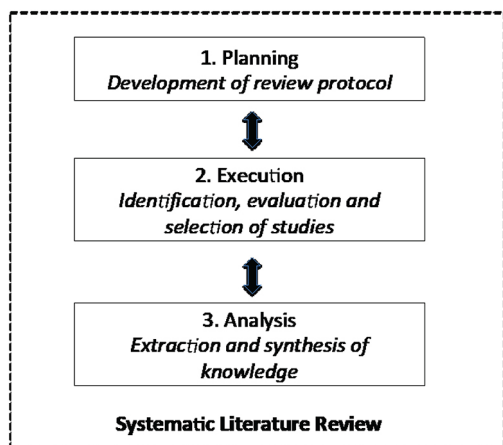 1. Planning
Development of review protocol
2. Execution
Identification, evaluation and
selection of studies
3. Analysis
Extraction and synthesis of
knowledge
Systematic Literature Review